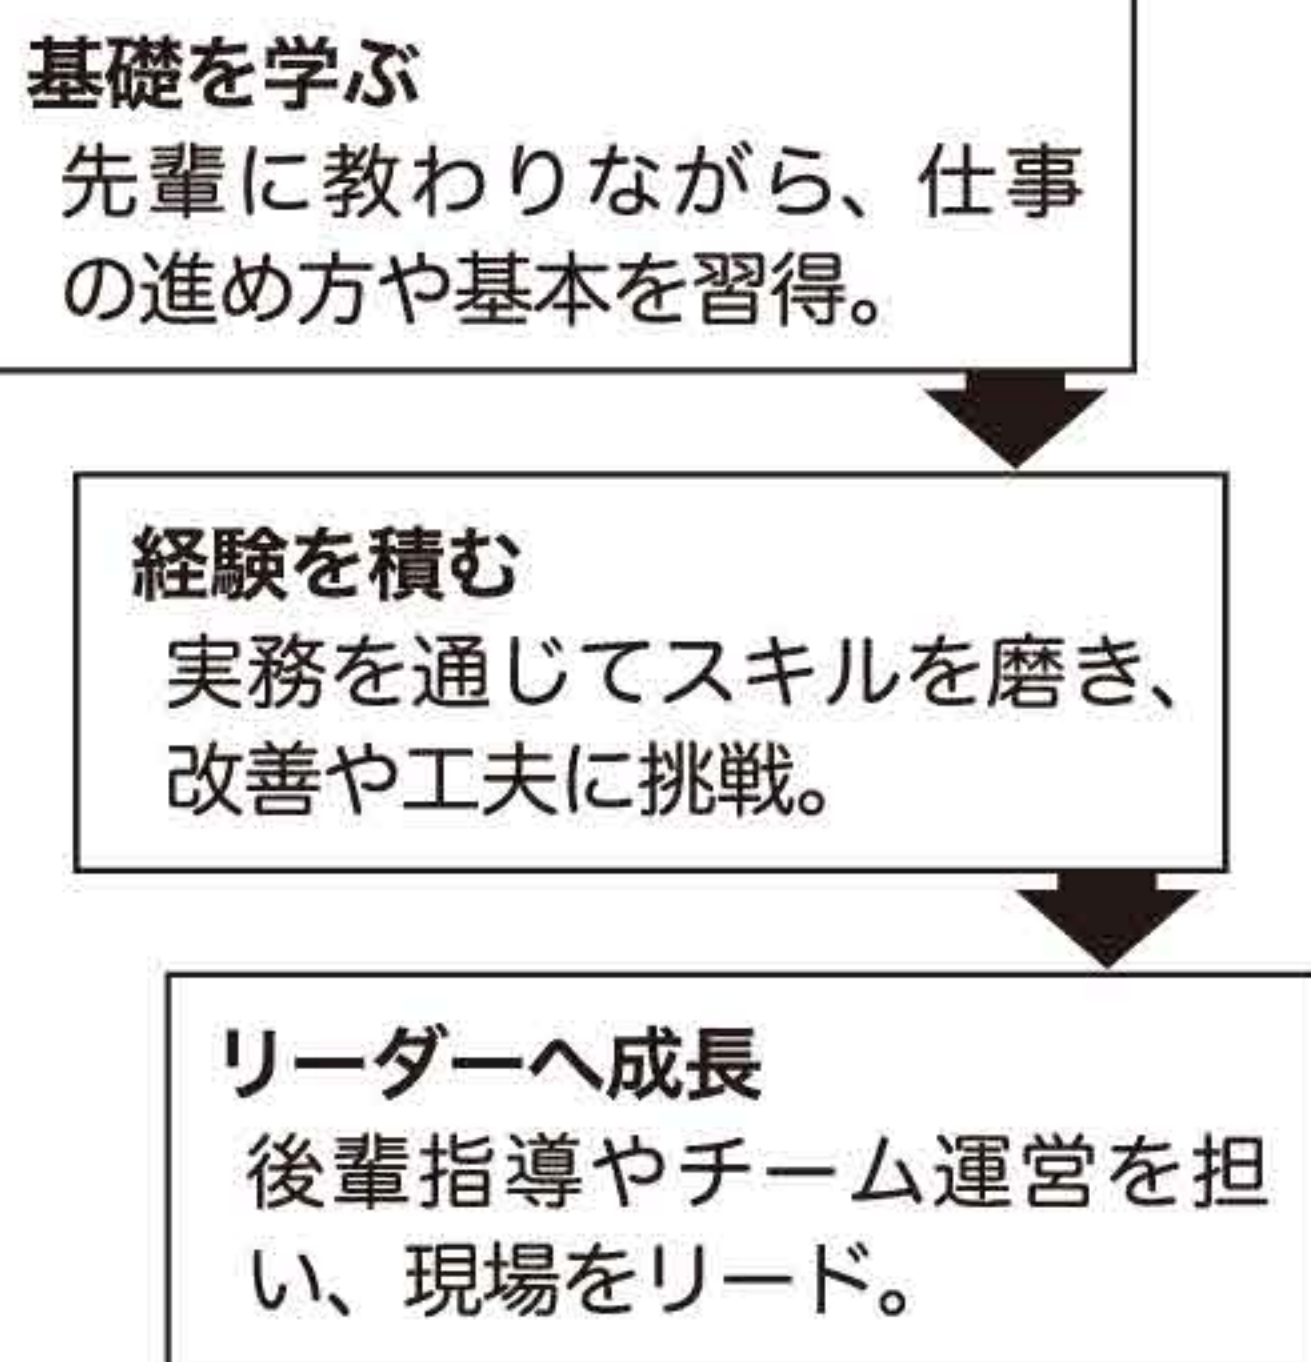 基礎を学ぶ
先輩に教わりながら、仕事
の進め方や基本を習得。
経験を積む
実務を通じてスキルを磨き、
改善や工夫に挑戦。
リーダーへ成長
後輩指導やチーム運営を担
い、現場をリード。